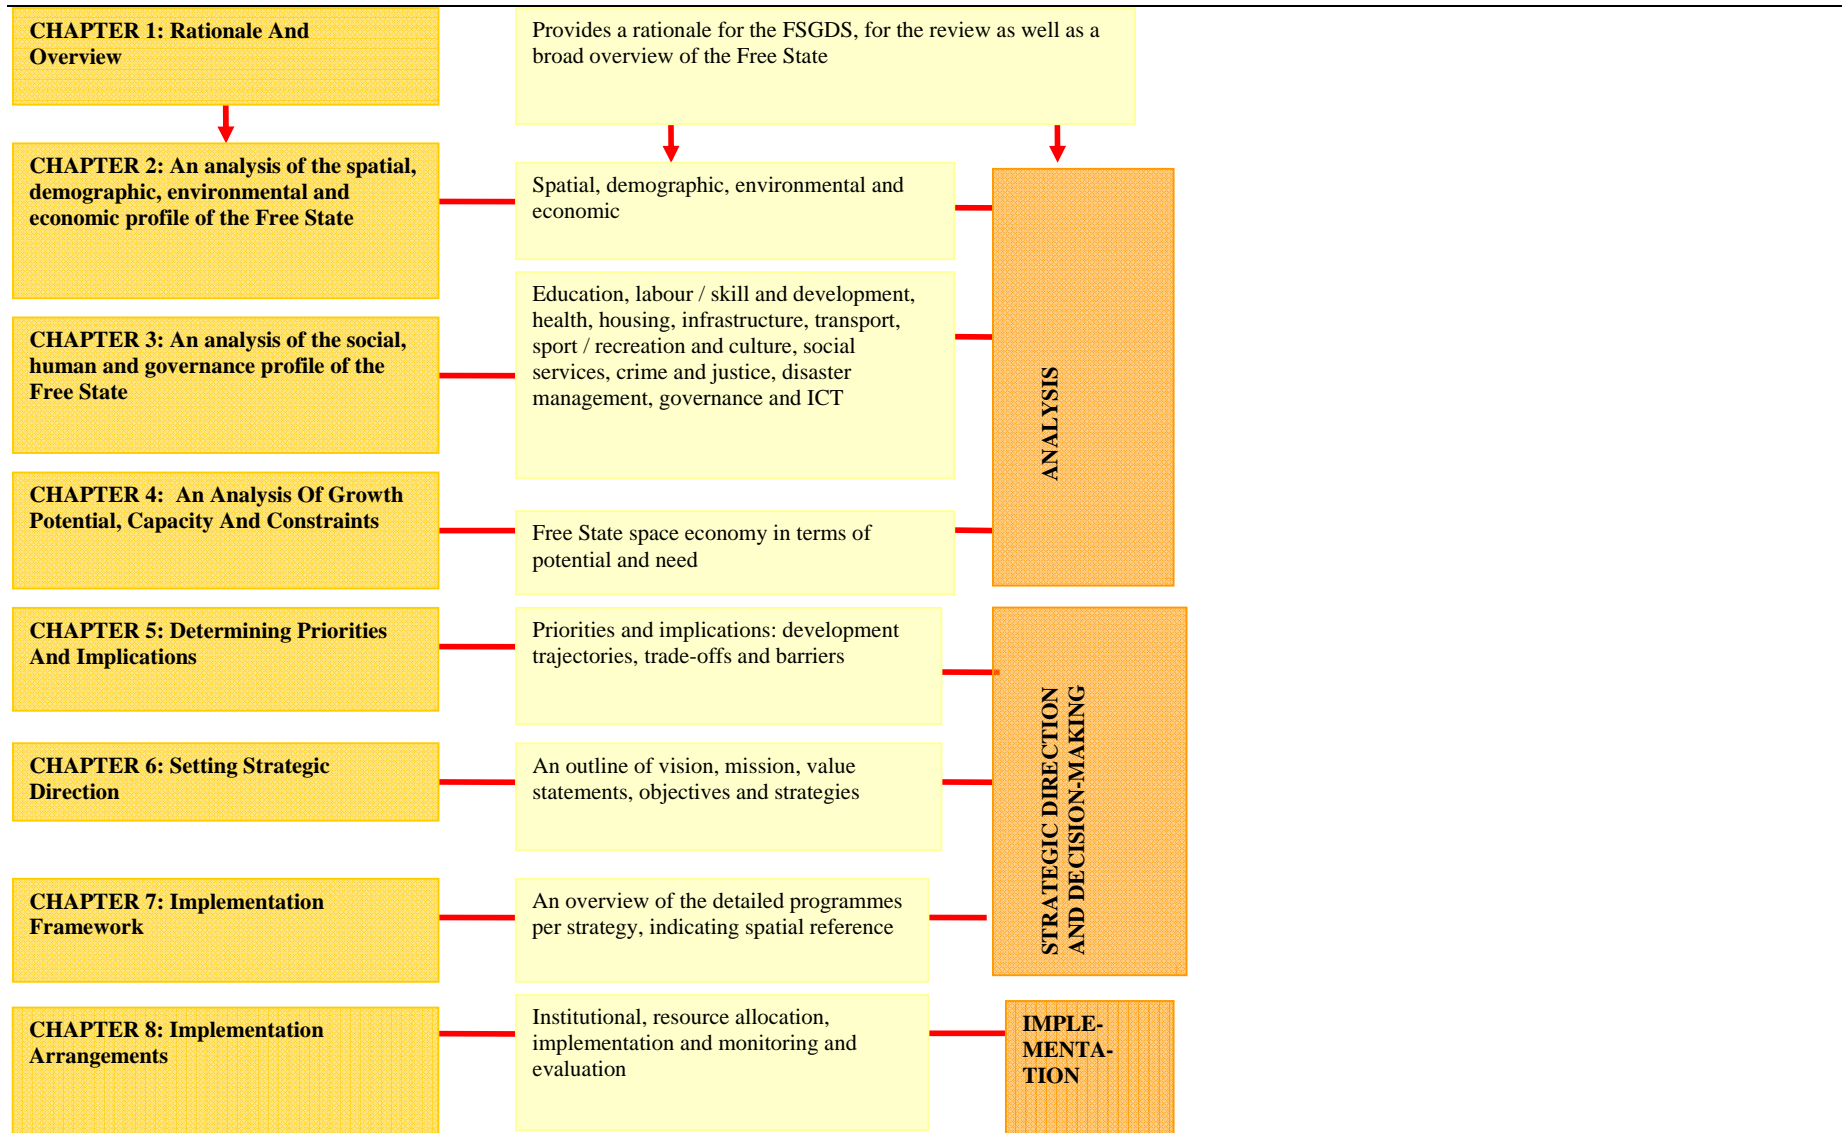 CHAPTER 1: Rationale And
Overview
Provides a rationale for the FSGDS, for the review as well as a
broad overview of the Free State
CHAPTER 2: An analysis of the spatial,
demographic, environmental and
economic profile of the Free State
Spatial, demographic, environmental and
economic
CHAPTER 3: An analysis of the social,
human and governance profile of the
Free State
Education, labour / skill and development,
health, housing, infrastructure, transport,
sport / recreation and culture, social
services, crime and justice, disaster
management, governance and ICT
CHAPTER 4:  An Analysis Of Growth
Potential, Capacity And Constraints
Free State space economy in terms of
potential and need
ANALYSIS
CHAPTER 5: Determining Priorities
And Implications
Priorities and implications: development
trajectories, trade-offs and barriers
CHAPTER 6: Setting Strategic
Direction
An outline of vision, mission, value
statements, objectives and strategies
CHAPTER 7: Implementation
Framework
An overview of the detailed programmes
per strategy, indicating spatial reference
STRATEGIC DIRECTION
AND DECISION-MAKING
CHAPTER 8: Implementation
Arrangements
Institutional, resource allocation,
implementation and monitoring and
evaluation
IMPLE-
MENTA-
TION